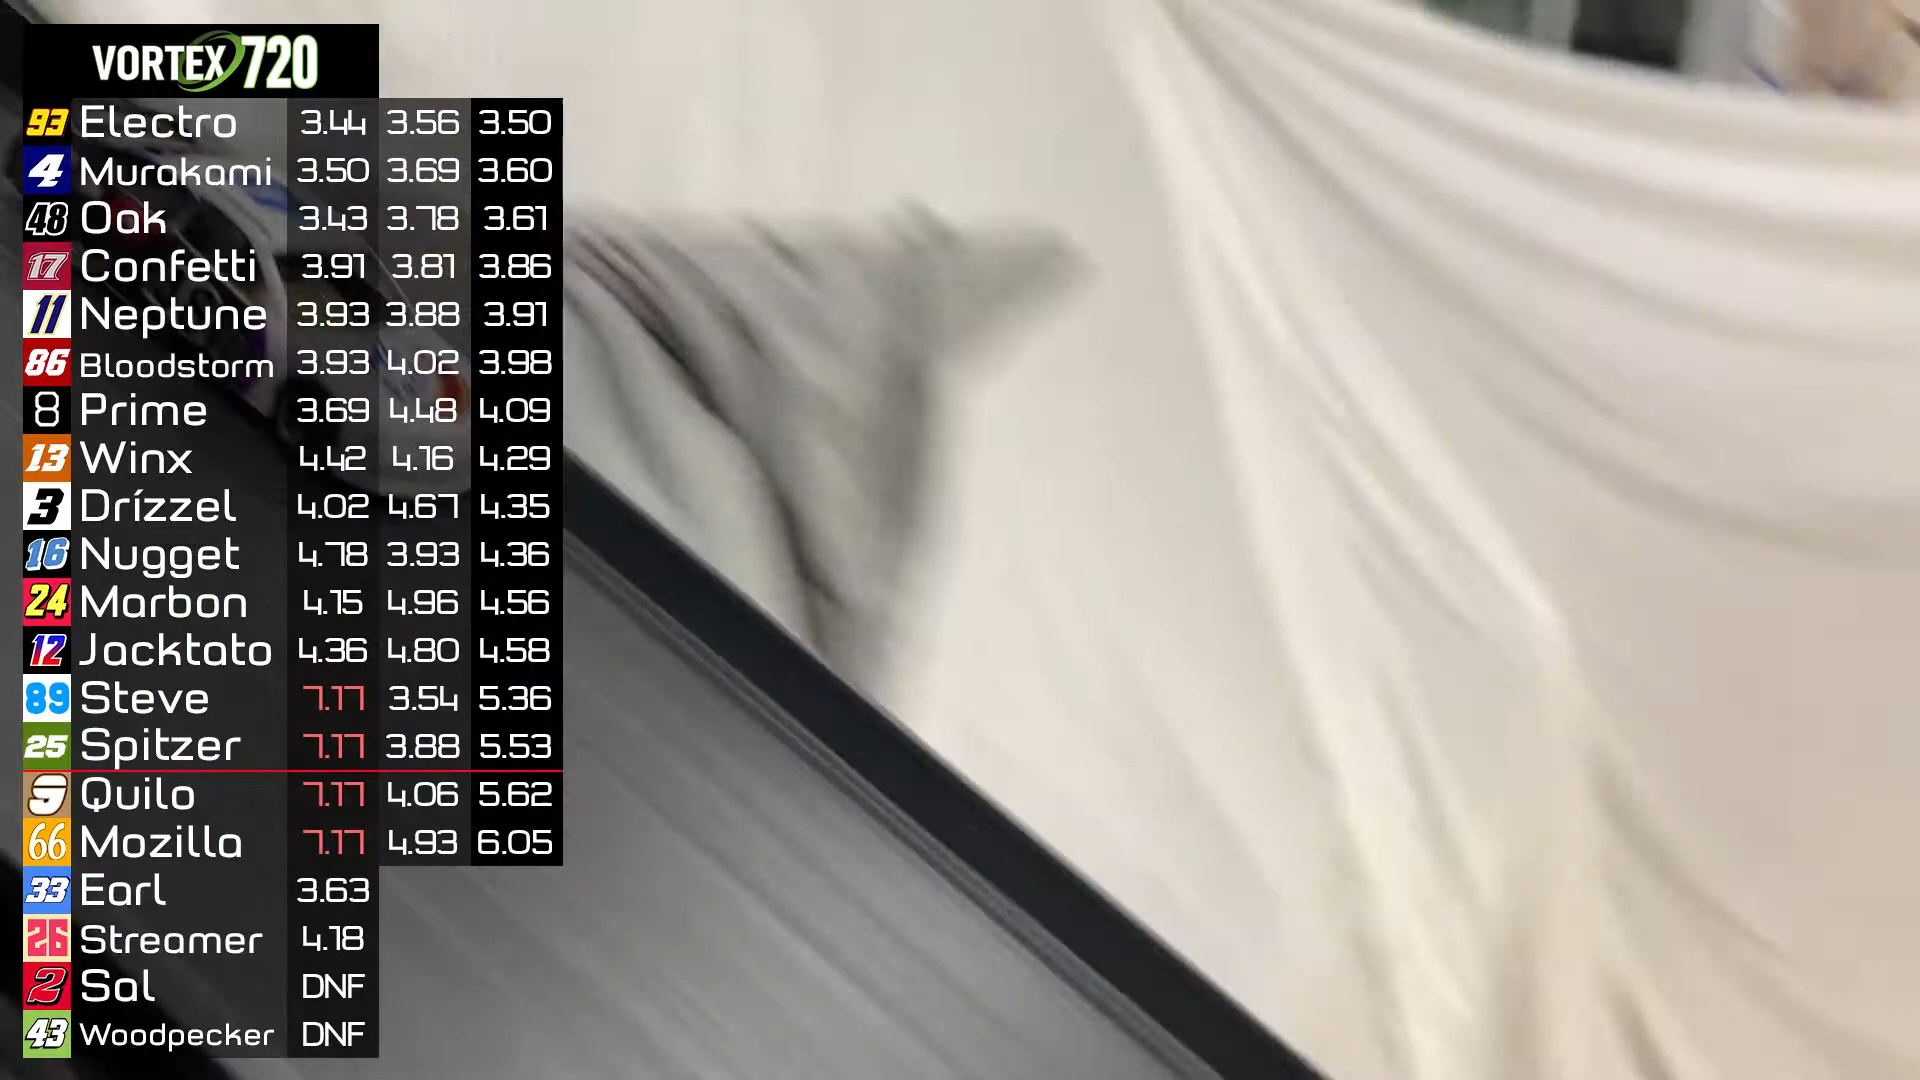 VORTEX 720
93 Electro 3.44 3.56 3.50
4 Murakami 3.50 3.69 3.60
48 Oak 3.43 3.78 3.61
17 Confetti 3.91 3.81 3.86
11 Neptune 3.93 3.88 3.91
86 Bloodstorm 3.93 4.02 3.98
8 Prime 3.69 4.48 4.09
13 Winx 4.42 4.16 4.29
3 Drízzel 4.02 4.67 4.35
16 Nugget 4.78 3.93 4.36
24 Marbon 4.15 4.96 4.56
12 Jacktato 4.36 4.80 4.58
89 Steve 7.17 3.54 5.36
25 Spitzer 7.17 3.88 5.53
9 Quilo 7.17 4.06 5.62
66 Mozilla 7.17 4.93 6.05
33 Earl 3.63
26 Streamer 4.18
2 Sal DNF
43 Woodpecker DNF